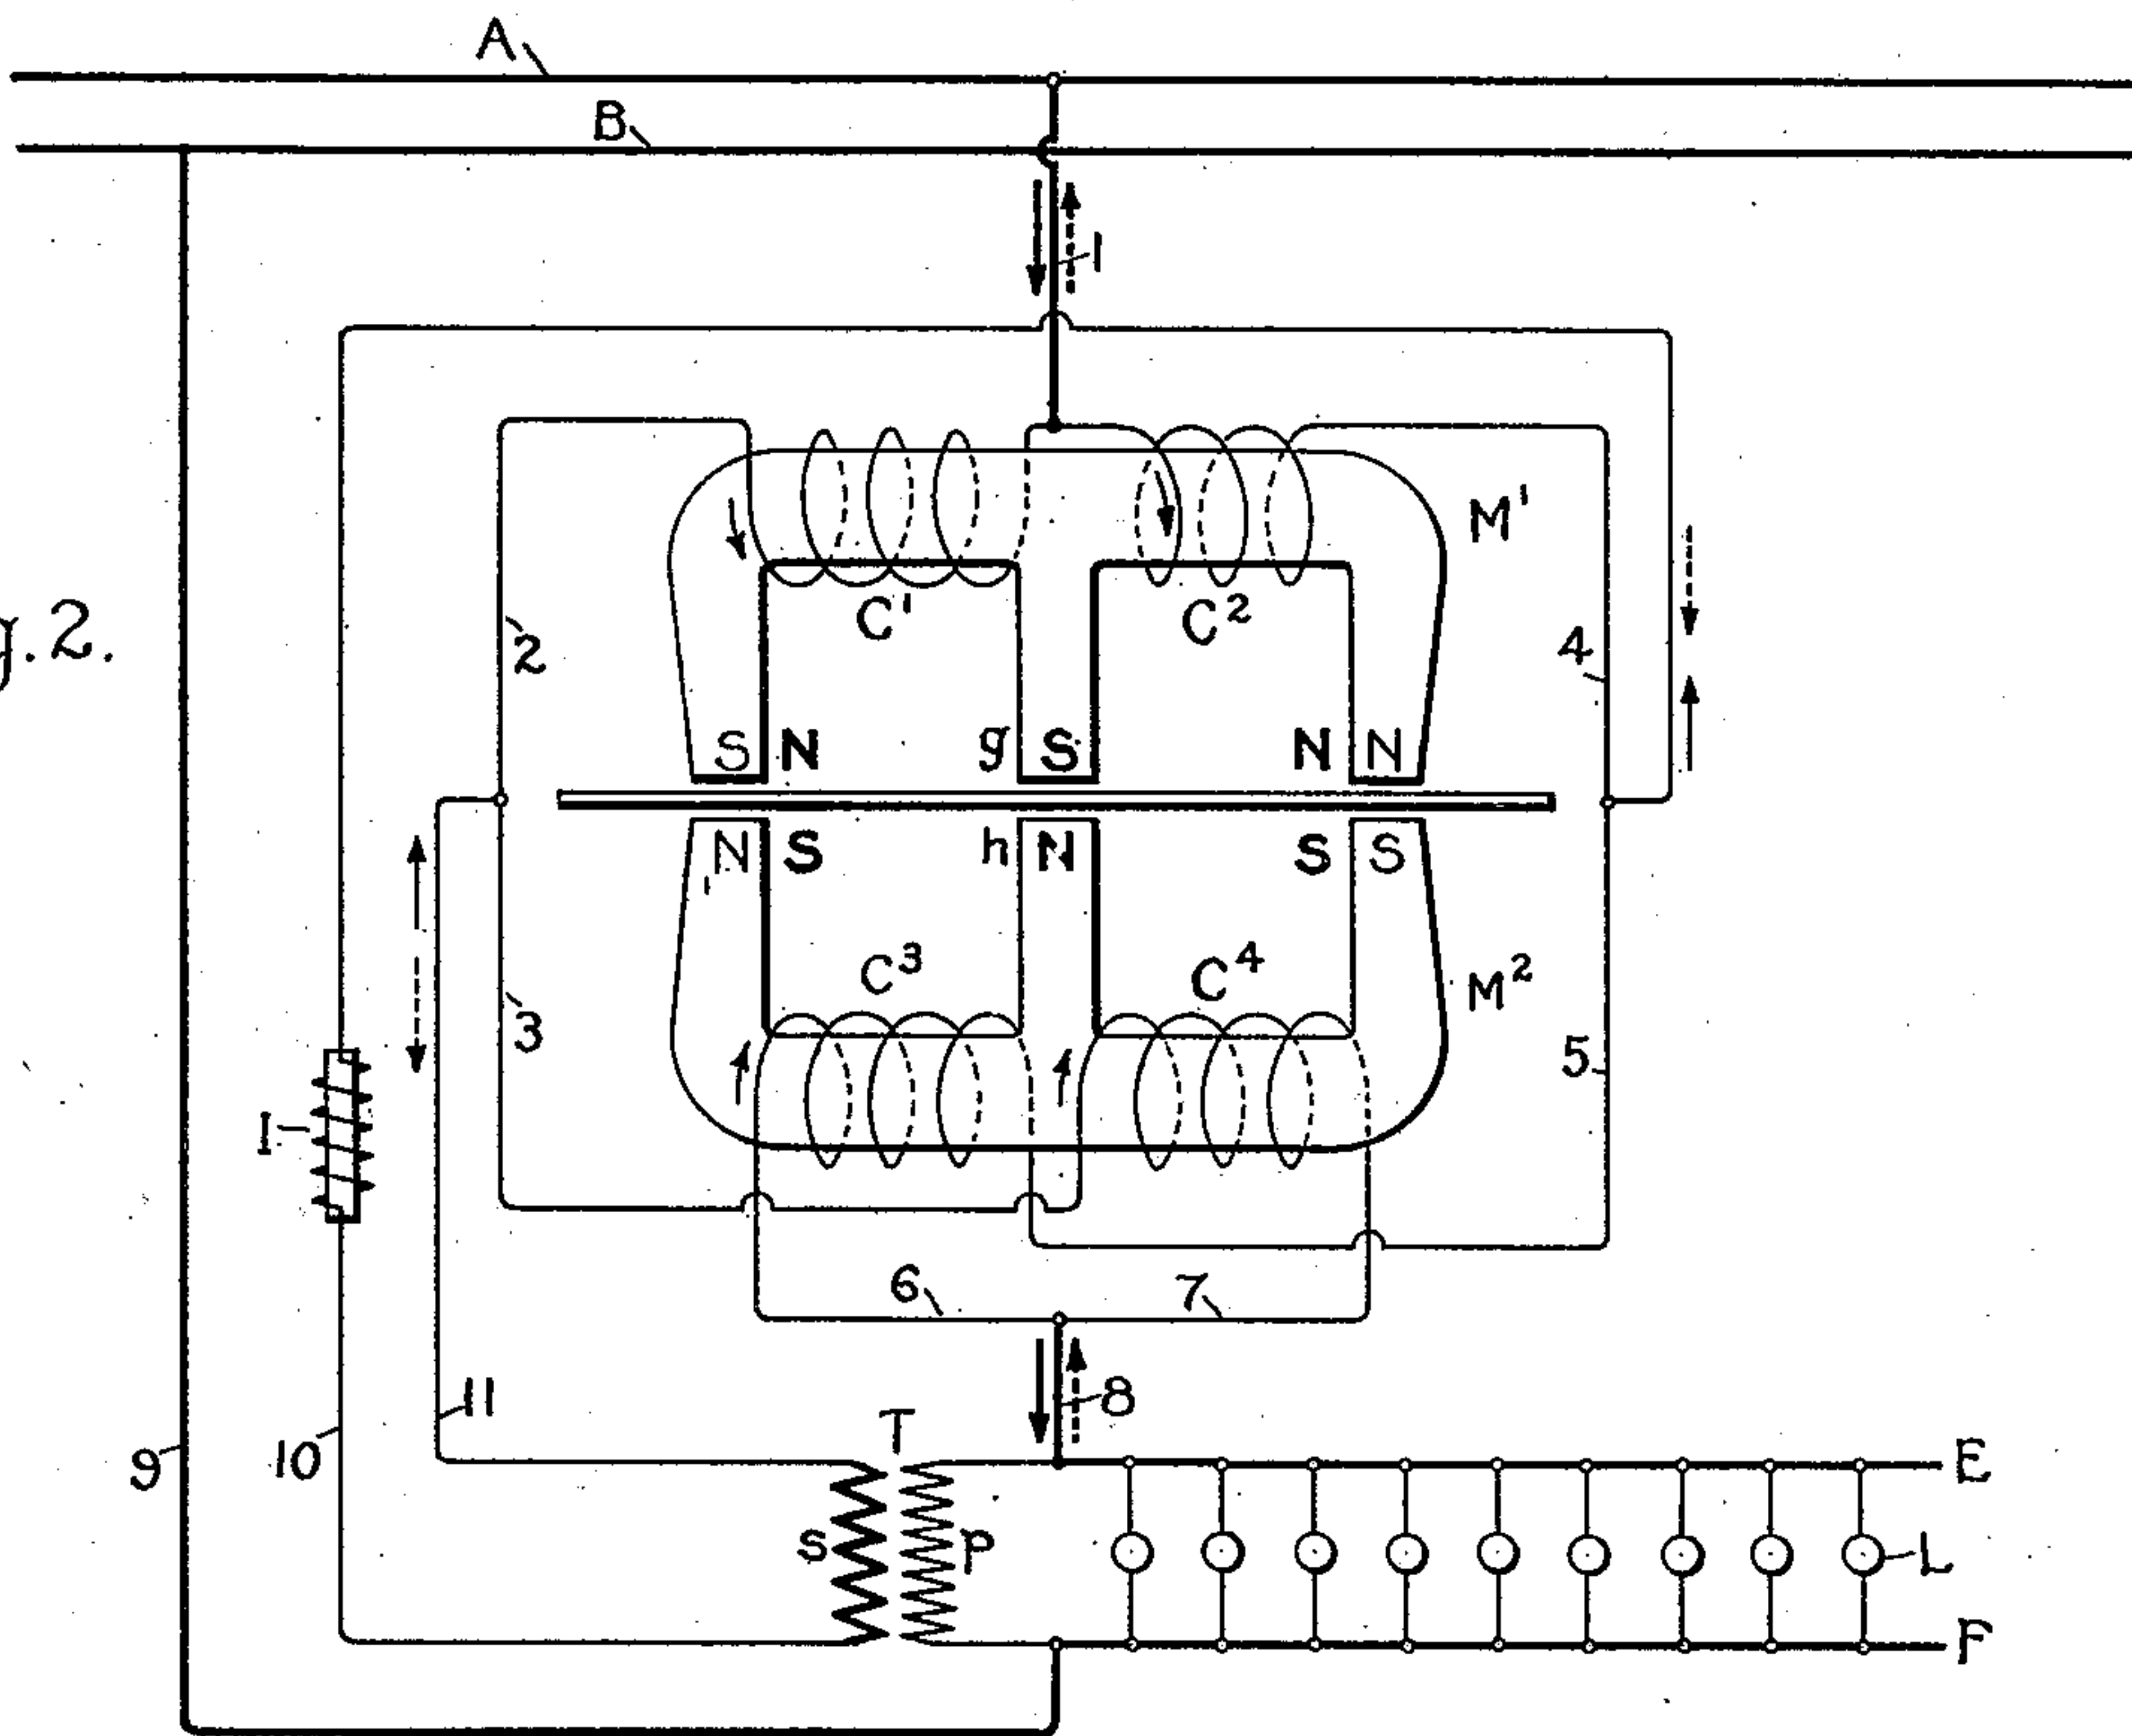 A
B
1
g. 2.
C¹ C² M¹
2 4
S N g S N N
N S h N S S
C³ C⁴ M²
3 5
I
6 7
11 8
T
9 10 E
S P L
F